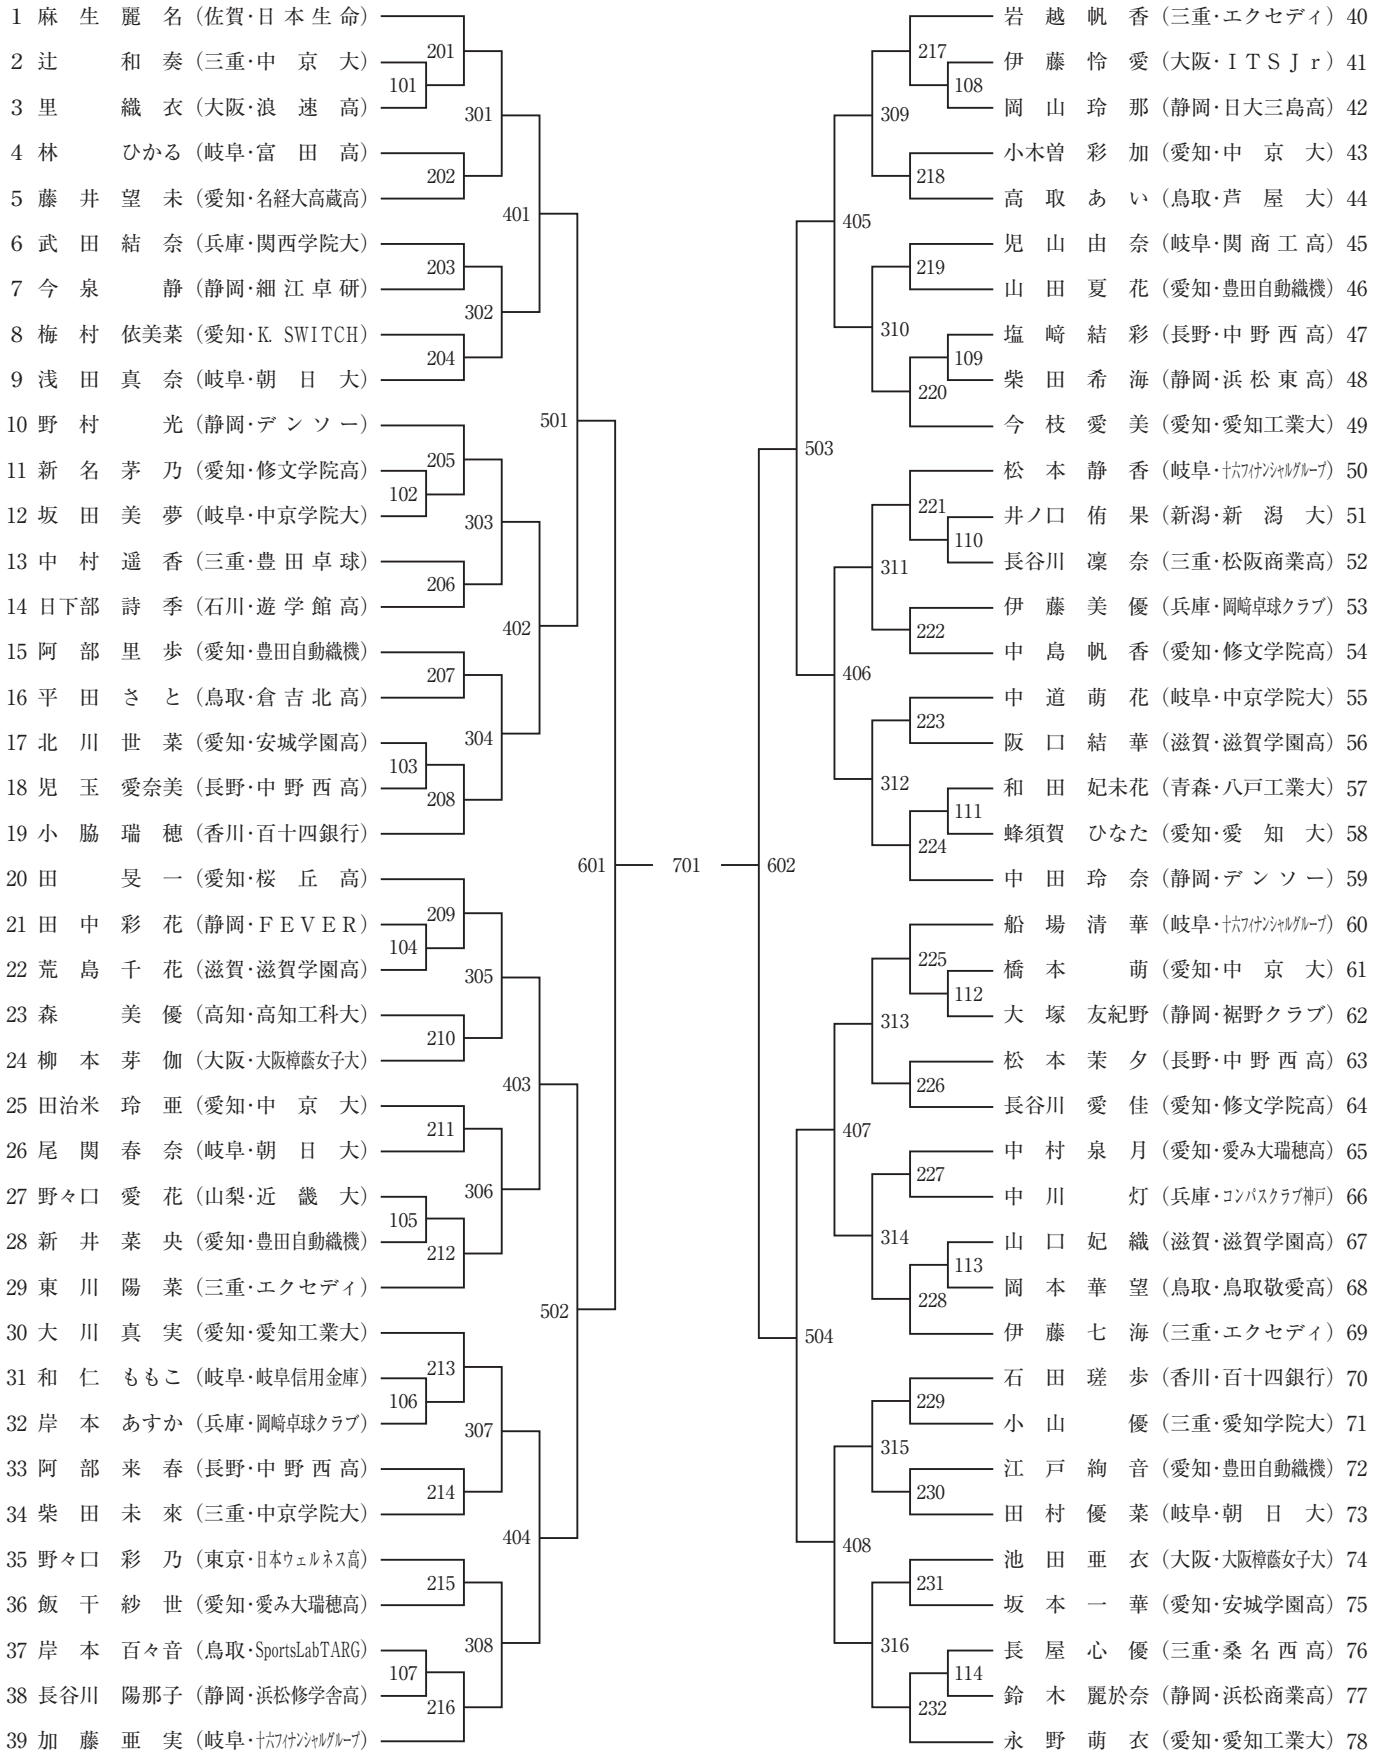 1 麻生麗名 (佐賀・日本生命)
2 辻和奏 (三重・中京大)
3 里織衣 (大阪・浪速高)
4 林ひかる (岐阜・富田高)
5 藤井望未 (愛知・名経大高蔵高)
6 武田結奈 (兵庫・関西学院大)
7 今泉静 (静岡・細江卓研)
8 梅村依美菜 (愛知・K. SWITCH)
9 浅田真奈 (岐阜・朝日大)
10 野村光 (静岡・デンソー)
11 新名茅乃 (愛知・修文学院高)
12 坂田美夢 (岐阜・中京学院大)
13 中村遥香 (三重・豊田卓球)
14 日下部詩季 (石川・遊学館高)
15 阿部里歩 (愛知・豊田自動織機)
16 平田さと (鳥取・倉吉北高)
17 北川世菜 (愛知・安城学園高)
18 児玉愛奈美 (長野・中野西高)
19 小脇瑞穂 (香川・百十四銀行)
20 田旻一 (愛知・桜丘高)
21 田中彩花 (静岡・FEVER)
22 荒島千花 (滋賀・滋賀学園高)
23 森美優 (高知・高知工科大)
24 柳本芽伽 (大阪・大阪樟蔭女子大)
25 田治米玲亜 (愛知・中京大)
26 尾関春奈 (岐阜・朝日大)
27 野々口愛花 (山梨・近畿大)
28 新井菜央 (愛知・豊田自動織機)
29 東川陽菜 (三重・エクセディ)
30 大川真実 (愛知・愛知工業大)
31 和仁ももこ (岐阜・岐阜信用金庫)
32 岸本あすか (兵庫・岡﨑卓球クラブ)
33 阿部来春 (長野・中野西高)
34 柴田未來 (三重・中京学院大)
35 野々口彩乃 (東京・日本ウェルネス高)
36 飯干紗世 (愛知・愛み大瑞穂高)
37 岸本百々音 (鳥取・SportsLabTARG)
38 長谷川陽那子 (静岡・浜松修学舎高)
39 加藤亜実 (岐阜・十六フィナンシャルグループ)
101
102
103
104
105
106
107
201
202
203
204
205
206
207
208
209
210
211
212
213
214
215
216
301
302
303
304
305
306
307
308
401
402
403
404
501
502
601
701
602
503
504
405
406
407
408
309
310
311
312
313
314
315
316
217
218
219
220
221
222
223
224
225
226
227
228
229
230
231
232
108
109
110
111
112
113
114
岩越帆香 (三重・エクセディ) 40
伊藤怜愛 (大阪・ITSJr) 41
岡山玲那 (静岡・日大三島高) 42
小木曽彩加 (愛知・中京大) 43
高取あい (鳥取・芦屋大) 44
児山由奈 (岐阜・関商工高) 45
山田夏花 (愛知・豊田自動織機) 46
塩﨑結彩 (長野・中野西高) 47
柴田希海 (静岡・浜松東高) 48
今枝愛美 (愛知・愛知工業大) 49
松本静香 (岐阜・十六フィナンシャルグループ) 50
井ノ口侑果 (新潟・新潟大) 51
長谷川凜奈 (三重・松阪商業高) 52
伊藤美優 (兵庫・岡﨑卓球クラブ) 53
中島帆香 (愛知・修文学院高) 54
中道萌花 (岐阜・中京学院大) 55
阪口結華 (滋賀・滋賀学園高) 56
和田妃未花 (青森・八戸工業大) 57
蜂須賀ひなた (愛知・愛知大) 58
中田玲奈 (静岡・デンソー) 59
船場清華 (岐阜・十六フィナンシャルグループ) 60
橋本萌 (愛知・中京大) 61
大塚友紀野 (静岡・裾野クラブ) 62
松本茉夕 (長野・中野西高) 63
長谷川愛佳 (愛知・修文学院高) 64
中村泉月 (愛知・愛み大瑞穂高) 65
中川灯 (兵庫・コンパスクラブ神戸) 66
山口妃織 (滋賀・滋賀学園高) 67
岡本華望 (鳥取・鳥取敬愛高) 68
伊藤七海 (三重・エクセディ) 69
石田瑳歩 (香川・百十四銀行) 70
小山優 (三重・愛知学院大) 71
江戸絢音 (愛知・豊田自動織機) 72
田村優菜 (岐阜・朝日大) 73
池田亜衣 (大阪・大阪樟蔭女子大) 74
坂本一華 (愛知・安城学園高) 75
長屋心優 (三重・桑名西高) 76
鈴木麗於奈 (静岡・浜松商業高) 77
永野萌衣 (愛知・愛知工業大) 78